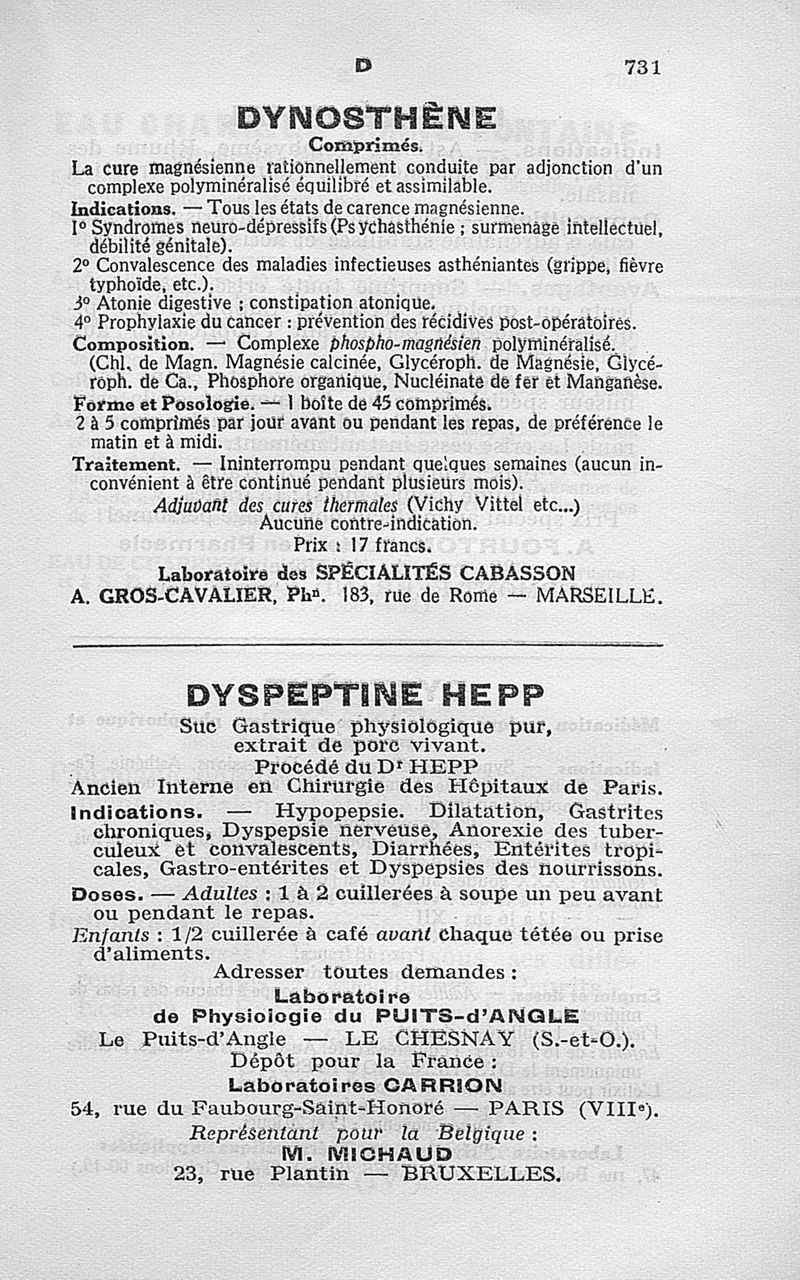 D 731
DYNOSTHÈNE
Comprimés.
La cure magnésienne rationnellement conduite par adjonction d'un
complexe polyminéralisé équilibré et assimilable.
Indications. — Tous les états de carence magnésienne.
1º Syndromes neuro-dépressifs (Psychasthénie ; surmenage intellectuel,
débilité génitale).
2º Convalescence des maladies infectieuses asthéniantes (grippe, fièvre
typhoïde, etc.).
3º Atonie digestive ; constipation atonique.
4º Prophylaxie du cancer : prévention des récidives post-opératoires.
Composition. — Complexe phospho-magnésien polyminéralisé.
(Chl. de Magn. Magnésie calcinée, Glycéroph. de Magnésie, Glycé-
roph. de Ca., Phosphore organique, Nucléinate de fer et Manganèse.
Forme et Posologie. — 1 boîte de 45 comprimés.
2 à 5 comprimés par jour avant ou pendant les repas, de préférence le
matin et à midi.
Traitement. — Ininterrompu pendant quelques semaines (aucun in-
convénient à être continué pendant plusieurs mois).
Adjuvant des cures thermales (Vichy Vittel etc...)
Aucune contre-indication.
Prix : 17 francs.
Laboratoire des SPÉCIALITÉS CABASSON
A. GROS-CAVALIER, Phn. 183, rue de Rome — MARSEILLE.
DYSPEPTINE HEPP
Suc Gastrique physiologique pur,
extrait de porc vivant.
Procédé du Dr HEPP
Ancien Interne en Chirurgie des Hôpitaux de Paris.
Indications. — Hypopepsie. Dilatation, Gastrites
chroniques, Dyspepsie nerveuse, Anorexie des tuber-
culeux et convalescents, Diarrhées, Entérites tropi-
cales, Gastro-entérites et Dyspepsies des nourrissons.
Doses. — Adultes : 1 à 2 cuillerées à soupe un peu avant
ou pendant le repas.
Enfants : 1/2 cuillerée à café avant chaque tétée ou prise
d'aliments.
Adresser toutes demandes :
Laboratoire
de Physiologie du PUITS-d'ANGLE
Le Puits-d'Angle — LE CHESNAY (S.-et-O.).
Dépôt pour la France :
Laboratoires CARRION
54, rue du Faubourg-Saint-Honoré — PARIS (VIIIe).
Représentant pour la Belgique :
M. MICHAUD
23, rue Plantin — BRUXELLES.